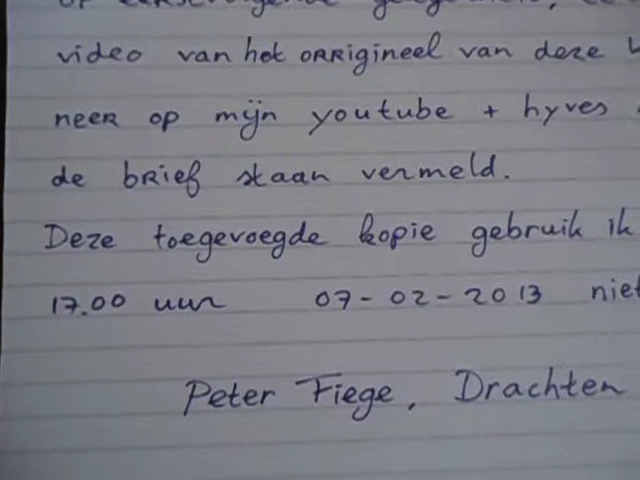 video van het orrigineel van deze
neer op mijn youtube + hyves
de brief staan vermeld.
Deze toegevoegde kopie gebruik ik
17.00 uur 07-02-2013 niet
Peter Fiege, Drachten